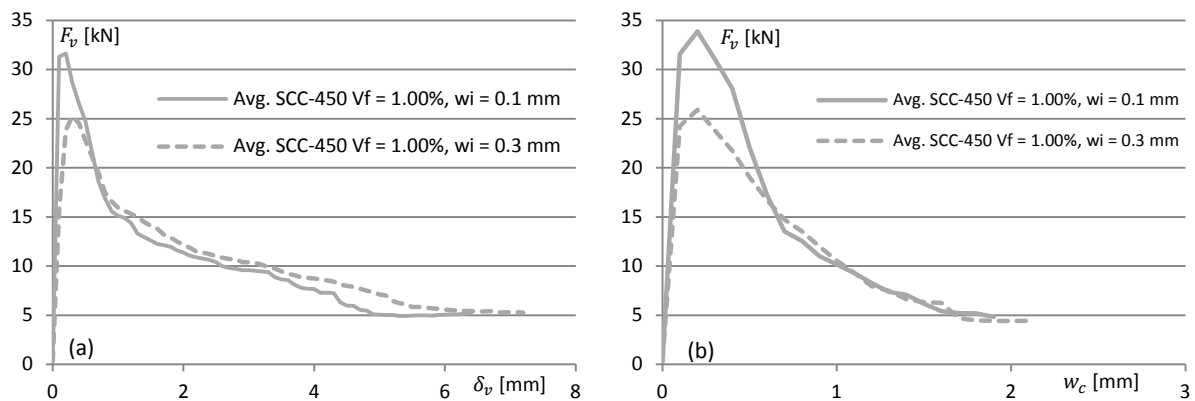 35
30
25
20
15
10
5
0
F_v [kN]
Avg. SCC-450 Vf = 1.00%, wi = 0.1 mm
Avg. SCC-450 Vf = 1.00%, wi = 0.3 mm
(a)
0 2 4 6 8
δ_v [mm]
35
30
25
20
15
10
5
0
F_v [kN]
Avg. SCC-450 Vf = 1.00%, wi = 0.1 mm
Avg. SCC-450 Vf = 1.00%, wi = 0.3 mm
(b)
0 1 2 3
w_c [mm]